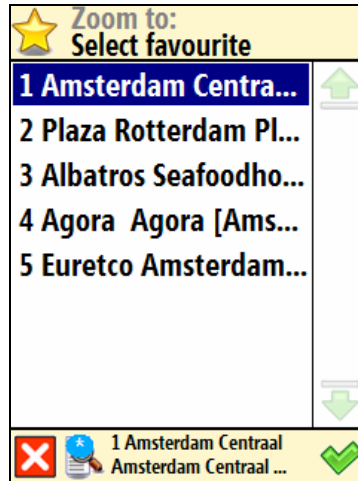 Zoom to:
Select favourite
1 Amsterdam Centra...
2 Plaza Rotterdam Pl...
3 Albatros Seafoodho...
4 Agora Agora [Ams...
5 Euretco Amsterdam...
1 Amsterdam Centraal
Amsterdam Centraal ...